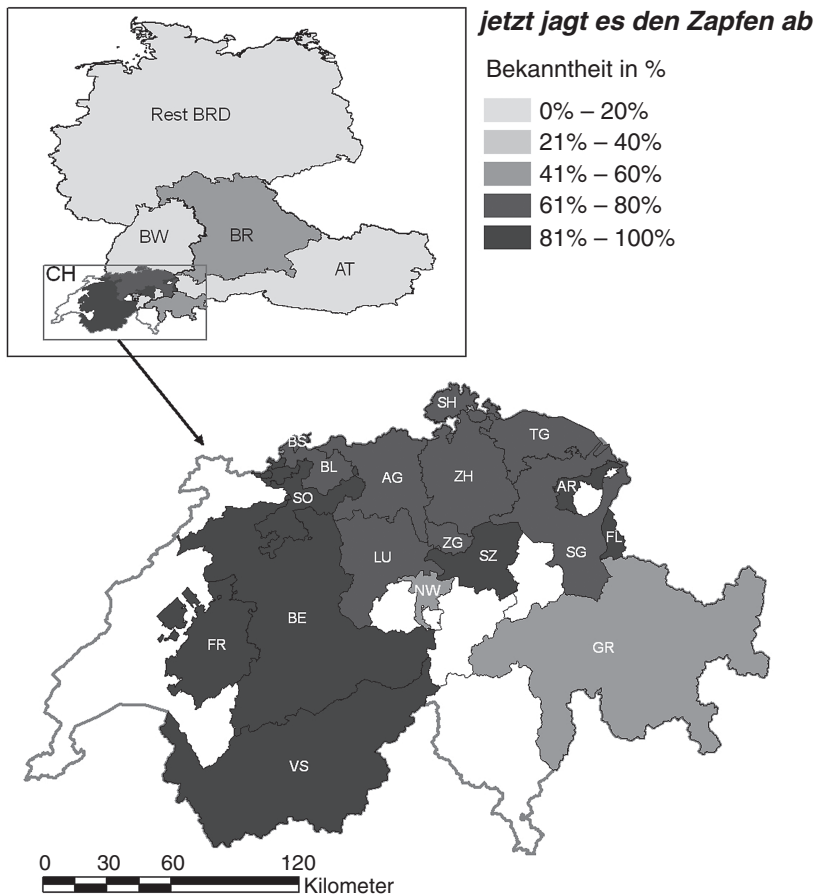 jetzt jagt es den Zapfen ab
Bekanntheit in %
0% – 20%
21% – 40%
41% – 60%
61% – 80%
81% – 100%
Rest BRD
BW
BR
AT
CH
SH
TG
BS
BL
AG
ZH
AR
SO
FL
LU
ZG
SZ
SG
NW
BE
FR
GR
VS
0 30 60 120
Kilometer